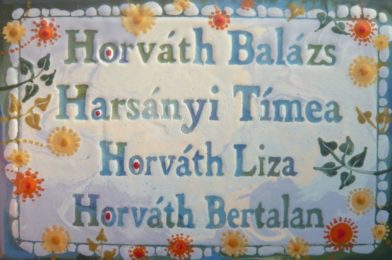 Horváth Balázs
Harsányi Tímea
Horváth Liza
Horváth Bertalan